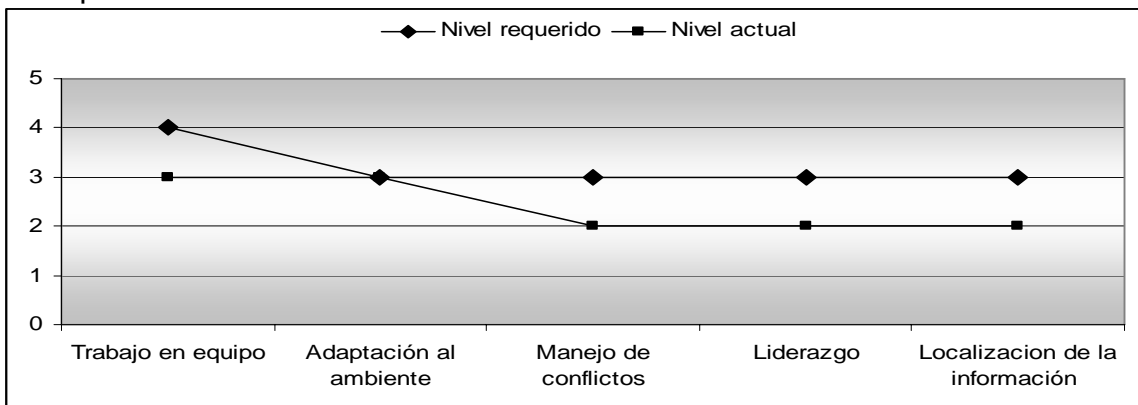 Nivel requerido Nivel actual
5
4
3
2
1
0
Trabajo en equipo Adaptación al Manejo de Liderazgo Localizacion de la
ambiente conflictos información